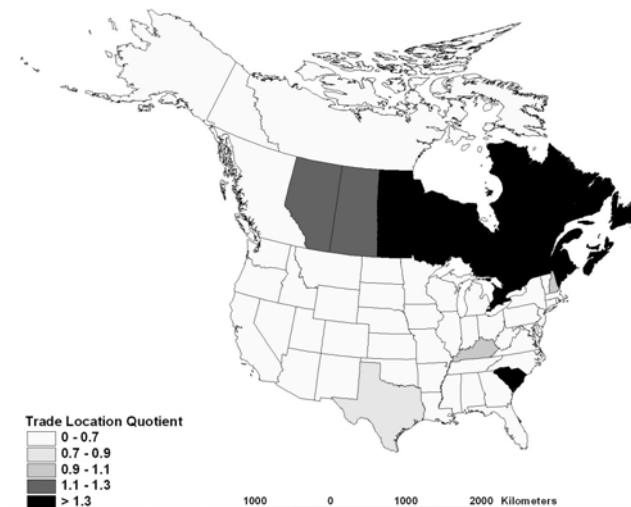 Trade Location Quotient
0 - 0.7
0.7 - 0.9
0.9 - 1.1
1.1 - 1.3
> 1.3
1000 0 1000 2000 Kilometers